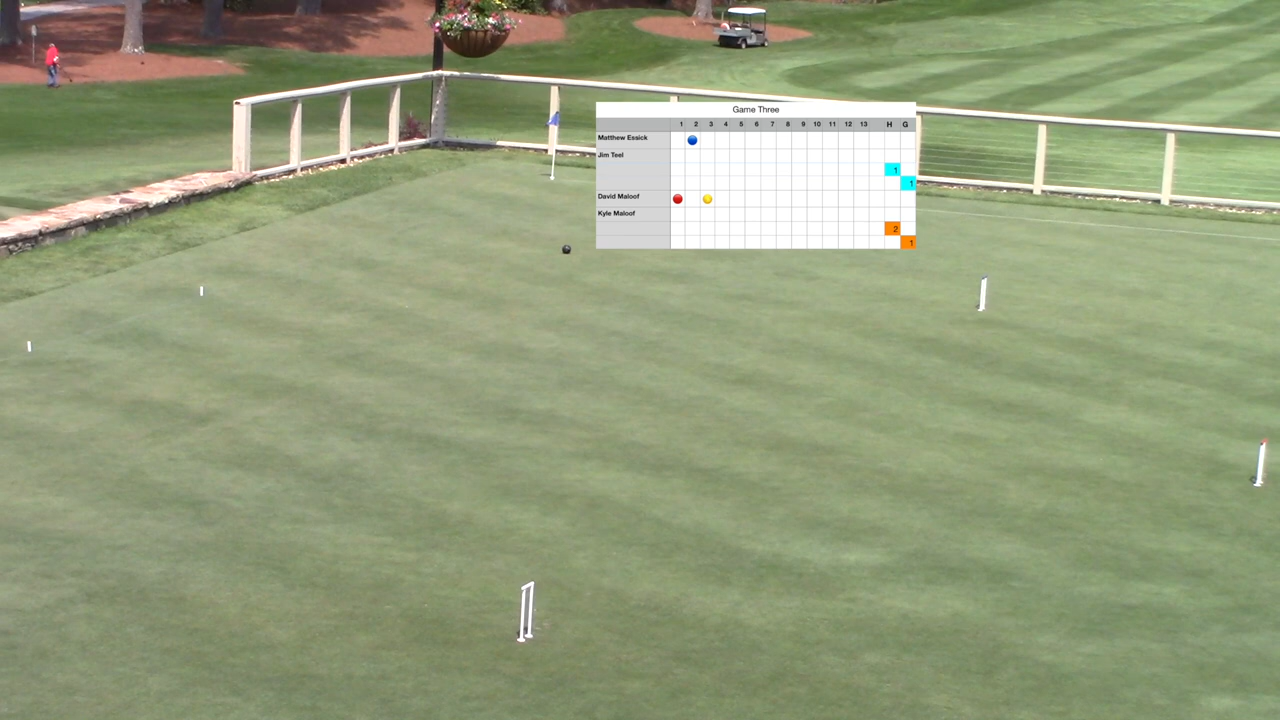 Game Three
1 2 3 4 5 6 7 8 9 10 11 12 13 H G
Matthew Essick
Jim Teel
1
1
David Maloof
Kyle Maloof
2
1